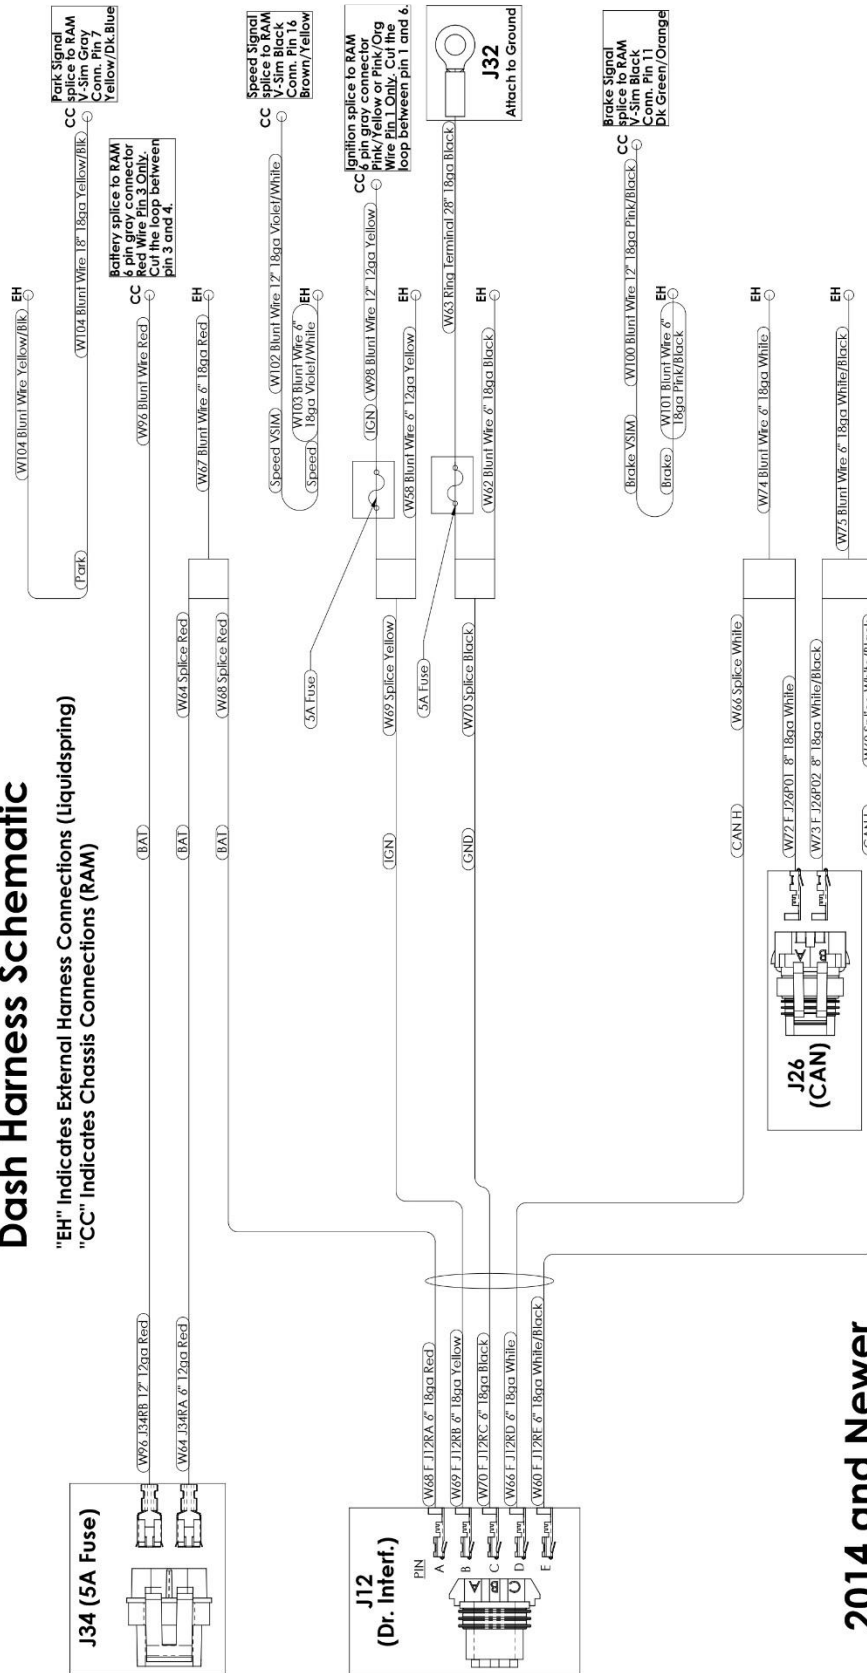 Dash Harness Schematic
"EH" Indicates External Harness Connections (Liquidspring)
"CC" Indicates Chassis Connections (RAM)
J34 (5A Fuse)
W96 J34RB 12" 12ga Red
W64 J34RA 6" 12ga Red
BAT
BAT
BAT
W64 Splice Red
W68 Splice Red
Park
W104 Blunt Wire Yellow/Blk
EH
W104 Blunt Wire 18" 18ga Yellow/Blk
CC
Park Signal
splice to RAM
V-Sim Gray
Conn. Pin 7
Yellow/Dk.Blue
W96 Blunt Wire Red
CC
Battery splice to RAM
6 pin gray connector
Red Wire Pin 3 Only.
Cut the loop between
pin 3 and 4.
W67 Blunt Wire 6" 18ga Red
EH
Speed VSIM
W102 Blunt Wire 12" 18ga Violet/White
CC
Speed Signal
splice to RAM
V-Sim Black
Conn. Pin 16
Brown/Yellow
Speed
W103 Blunt Wire 6"
18ga Violet/White
EH
IGN
W98 Blunt Wire 12" 12ga Yellow
CC
Ignition splice to RAM
6 pin gray connector
Pink/Yellow or Pink/Org
Wire Pin 1 Only. Cut the
loop between pin 1 and 6.
5A Fuse
W58 Blunt Wire 6" 12ga Yellow
EH
W69 Splice Yellow
IGN
5A Fuse
W63 Ring Terminal 28" 18ga Black
J32
Attach to Ground
W62 Blunt Wire 6" 18ga Black
EH
W70 Splice Black
GND
J12
(Dr. Interf.)
PIN
A
B
C
D
E
A
B
C
W68 F J12RA 6" 18ga Red
W69 F J12RB 6" 18ga Yellow
W70 F J12RC 6" 18ga Black
W66 F J12RD 6" 18ga White
W60 F J12RE 6" 18ga White/Black
Brake VSIM
W100 Blunt Wire 12" 18ga Pink/Black
CC
Brake Signal
splice to RAM
V-Sim Black
Conn. Pin 11
Dk Green/Orange
Brake
W101 Blunt Wire 6"
18ga Pink/Black
EH
CAN H
W66 Splice White
W74 Blunt Wire 6" 18ga White
EH
W72 F J26P01 8" 18ga White
W73 F J26P02 8" 18ga White/Black
W75 Blunt Wire 6" 18ga White/Black
EH
J26
(CAN)
A
B
2014 and Newer